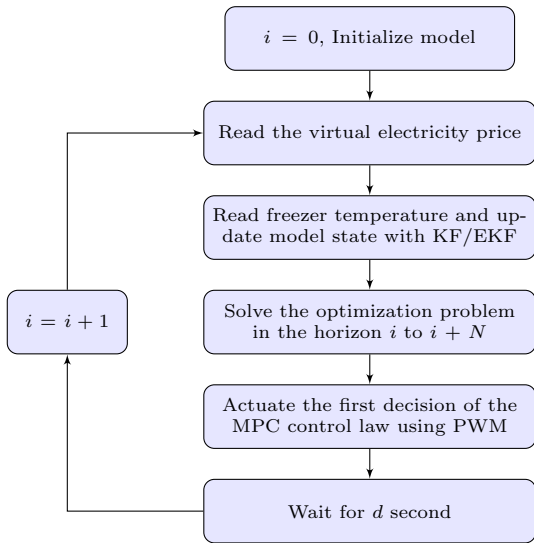 i = 0, Initialize model
Read the virtual electricity price
Read freezer temperature and up-
date model state with KF/EKF
Solve the optimization problem
in the horizon i to i + N
i = i + 1
Actuate the first decision of the
MPC control law using PWM
Wait for d second